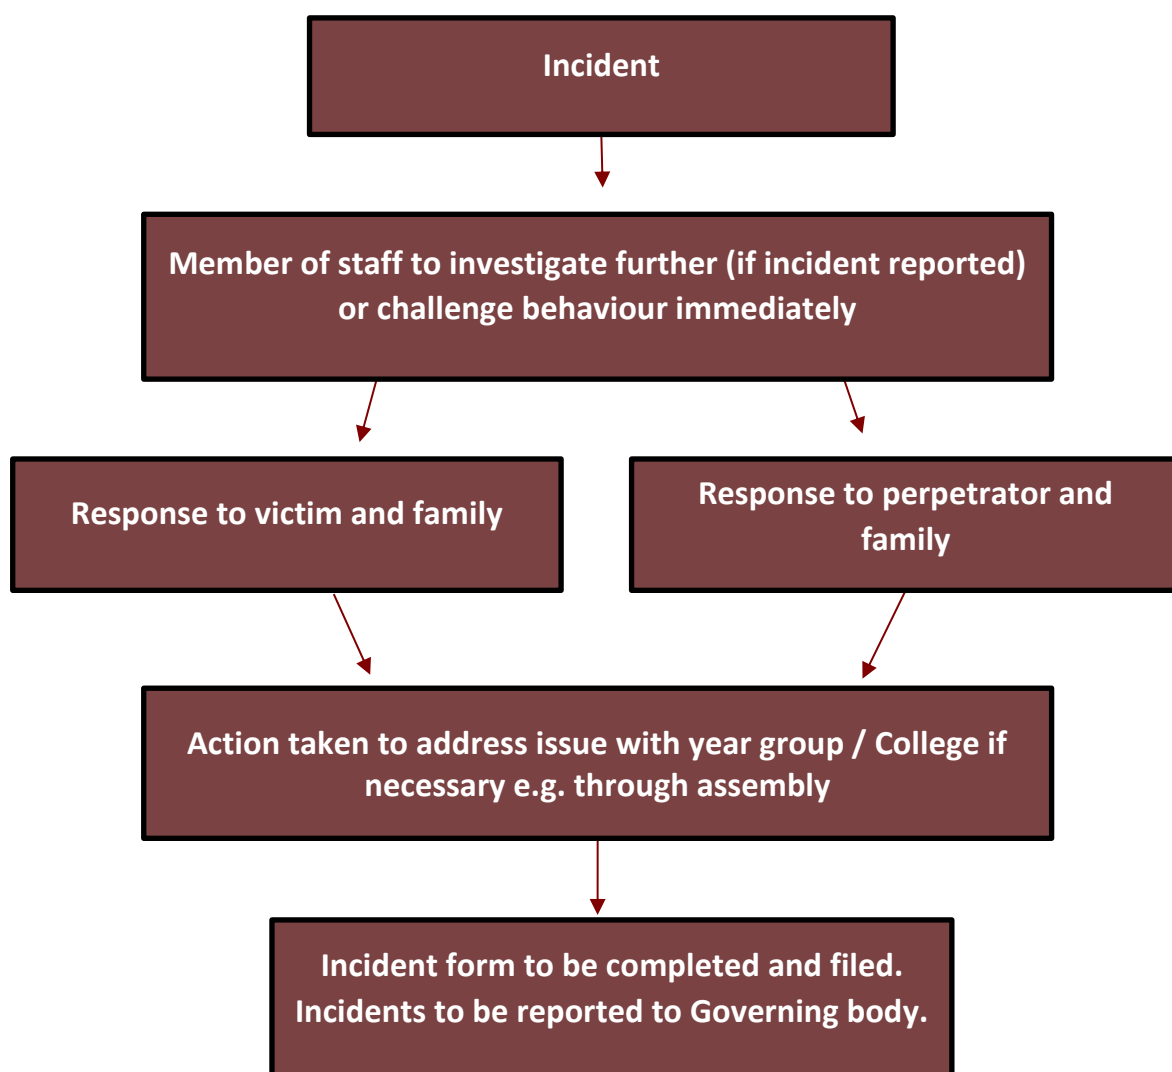 Incident
Member of staff to investigate further (if incident reported)
or challenge behaviour immediately
Response to victim and family
Response to perpetrator and
family
Action taken to address issue with year group / College if
necessary e.g. through assembly
Incident form to be completed and filed.
Incidents to be reported to Governing body.